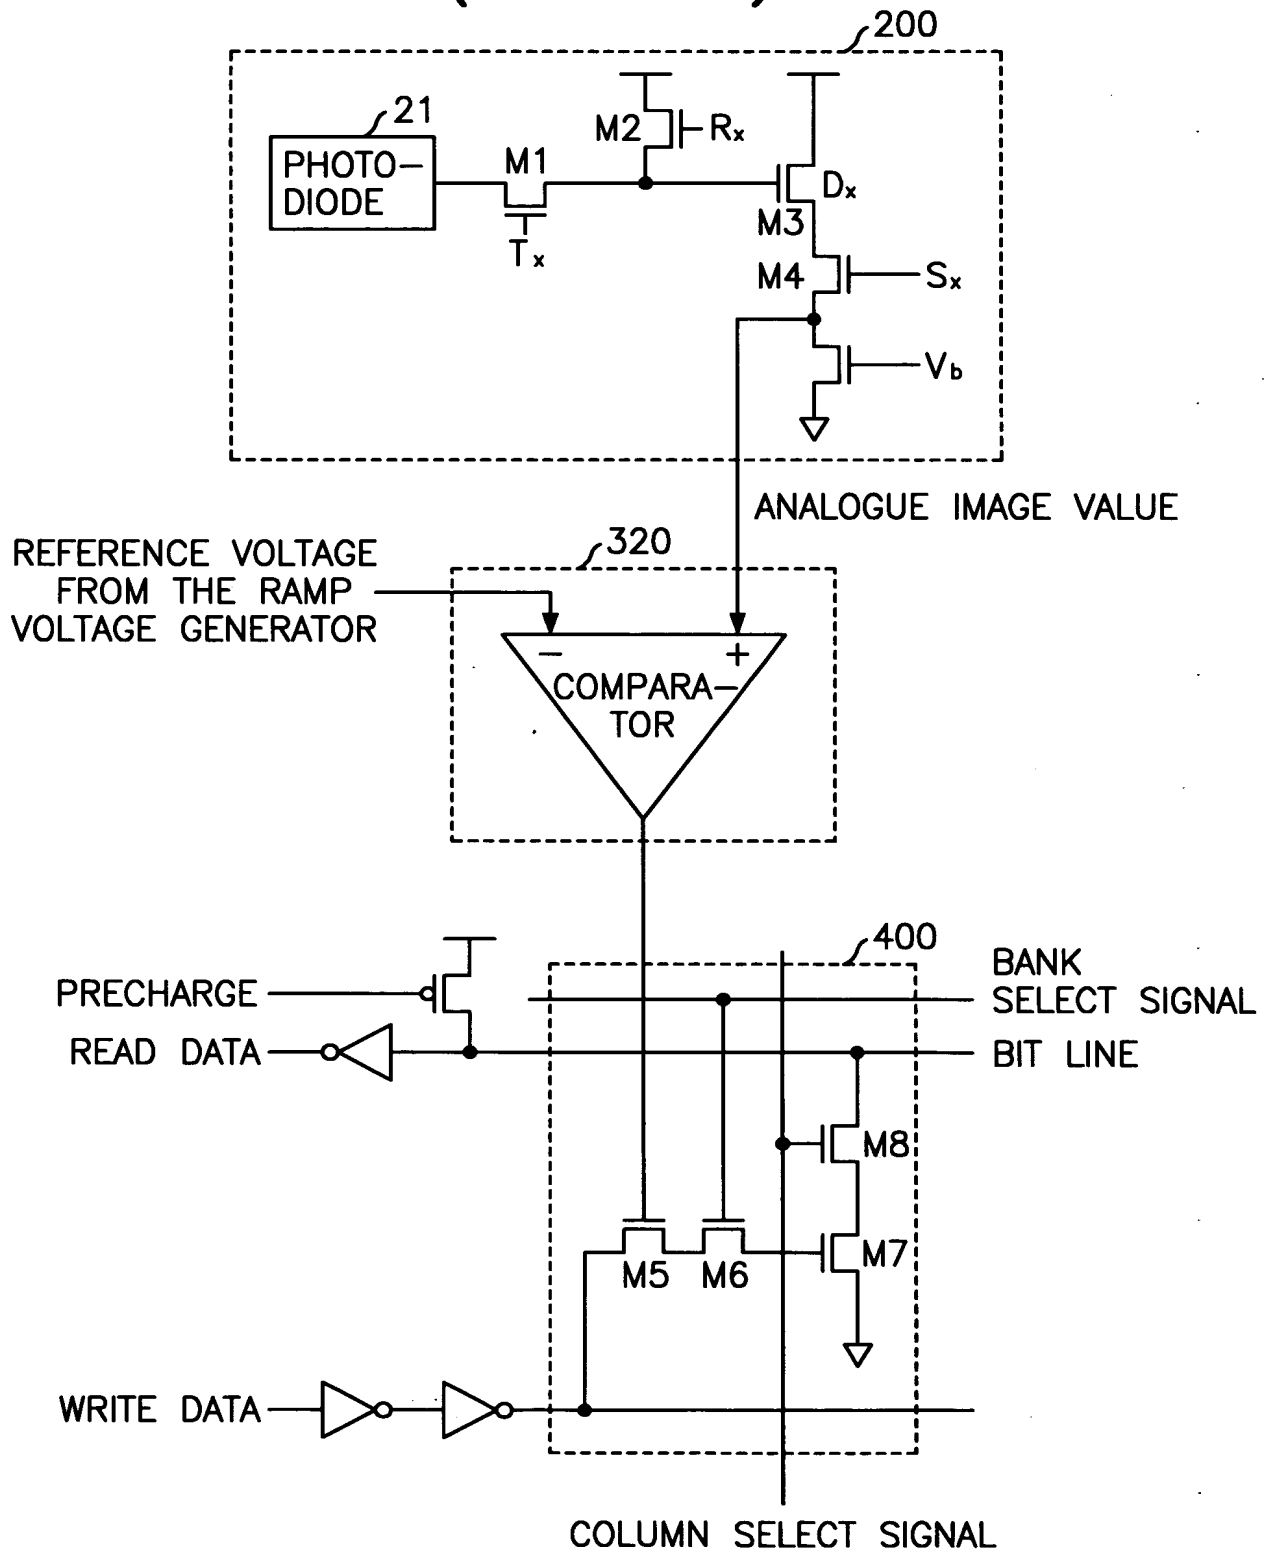 200
21
PHOTO-
DIODE
M1
Tx
M2
Rx
Dx
M3
M4
Sx
Vb
ANALOGUE IMAGE VALUE
REFERENCE VOLTAGE
FROM THE RAMP
VOLTAGE GENERATOR
320
- +
COMPARA-
TOR
400
PRECHARGE
READ DATA
BANK
SELECT SIGNAL
BIT LINE
M8
M5
M6
M7
WRITE DATA
COLUMN SELECT SIGNAL